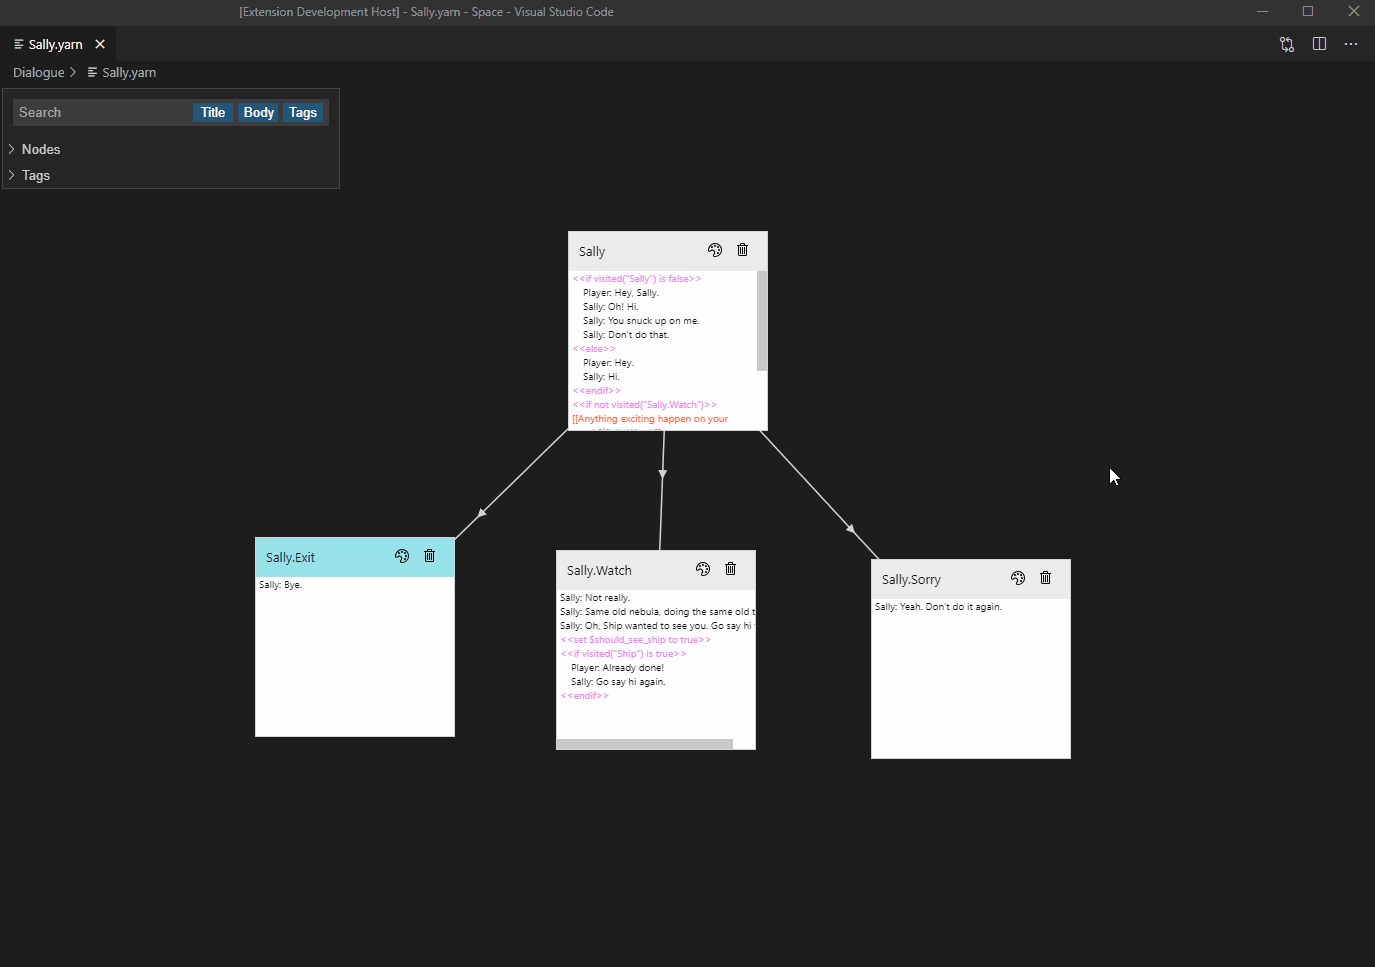 [Extension Development Host] - Sally.yarn - Space - Visual Studio Code
Sally.yarn
Dialogue > Sally.yarn
Search Title Body Tags
> Nodes
> Tags
Sally
<<if visited("Sally") is false>>
Player: Hey, Sally.
Sally: Oh! Hi.
Sally: You snuck up on me.
Sally: Don't do that.
<<else>>
Player: Hey.
Sally: Hi.
<<endif>>
<<if not visited("Sally.Watch")>>
[[Anything exciting happen on your
Sally.Exit
Sally: Bye.
Sally.Watch
Sally: Not really.
Sally: Same old nebula, doing the same old
Sally: Oh, Ship wanted to see you. Go say hi
<<set $should_see_ship to true>>
<<if visited("Ship") is true>>
Player: Already done!
Sally: Go say hi again.
<<endif>>
Sally.Sorry
Sally: Yeah. Don't do it again.